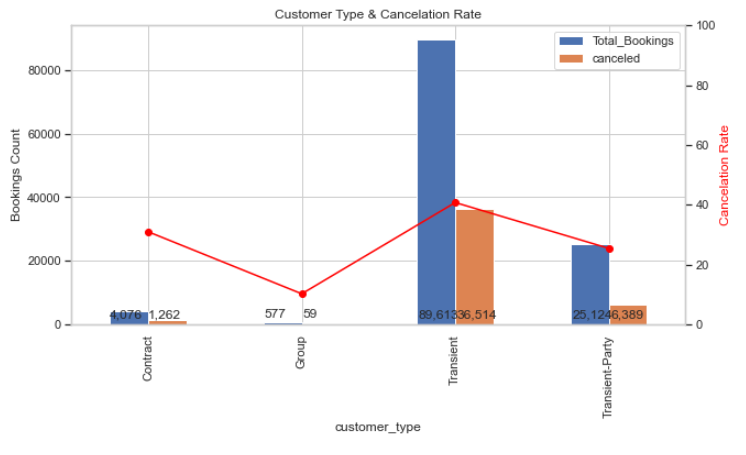 Customer Type & Cancelation Rate
Total_Bookings
canceled
Bookings Count
80000
60000
40000
20000
0
100
80
60
40
20
0
Cancelation Rate
4,076 1,262
577 59
89,613 36,514
25,124 6,389
Contract
Group
Transient
Transient-Party
customer_type